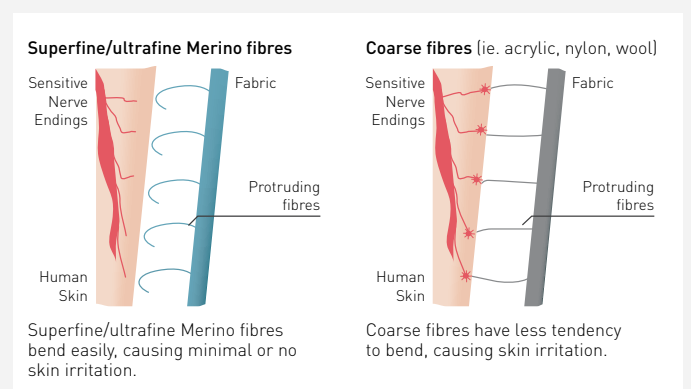 Superfine/ultrafine Merino fibres
Sensitive
Nerve
Endings
Fabric
Protruding
fibres
Human
Skin
Superfine/ultrafine Merino fibres
bend easily, causing minimal or no
skin irritation.
Coarse fibres (ie. acrylic, nylon, wool)
Sensitive
Nerve
Endings
Fabric
Protruding
fibres
Human
Skin
Coarse fibres have less tendency
to bend, causing skin irritation.